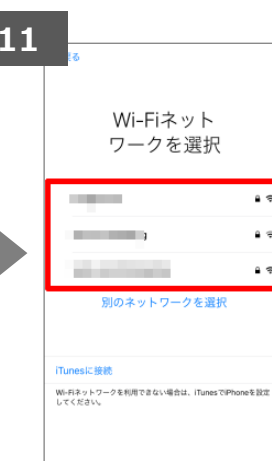 11
る
Wi-Fiネット
ワークを選択
別のネットワークを選択
iTunesに接続
Wi-Fiネットワークを利用できない場合は、iTunesでiPhoneを設定
してください。